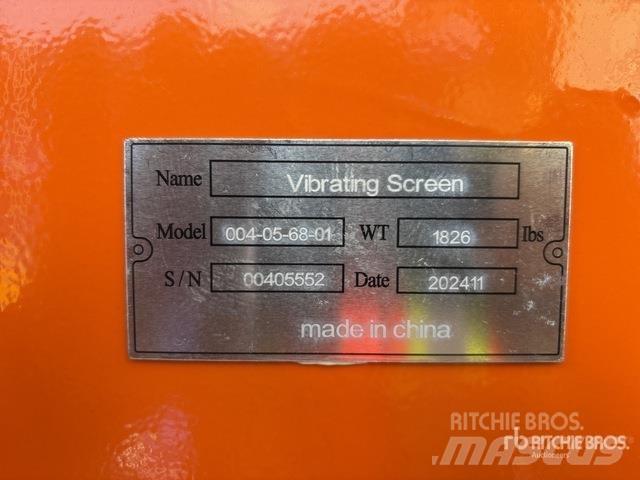 Name Vibrating Screen
Model 004-05-68-01 WT 1826 lbs
S/N 00405552 Date 202411
made in china
RITCHIE BROS.
rb RITCHIE BROS.
Auctioneers
MASCUS